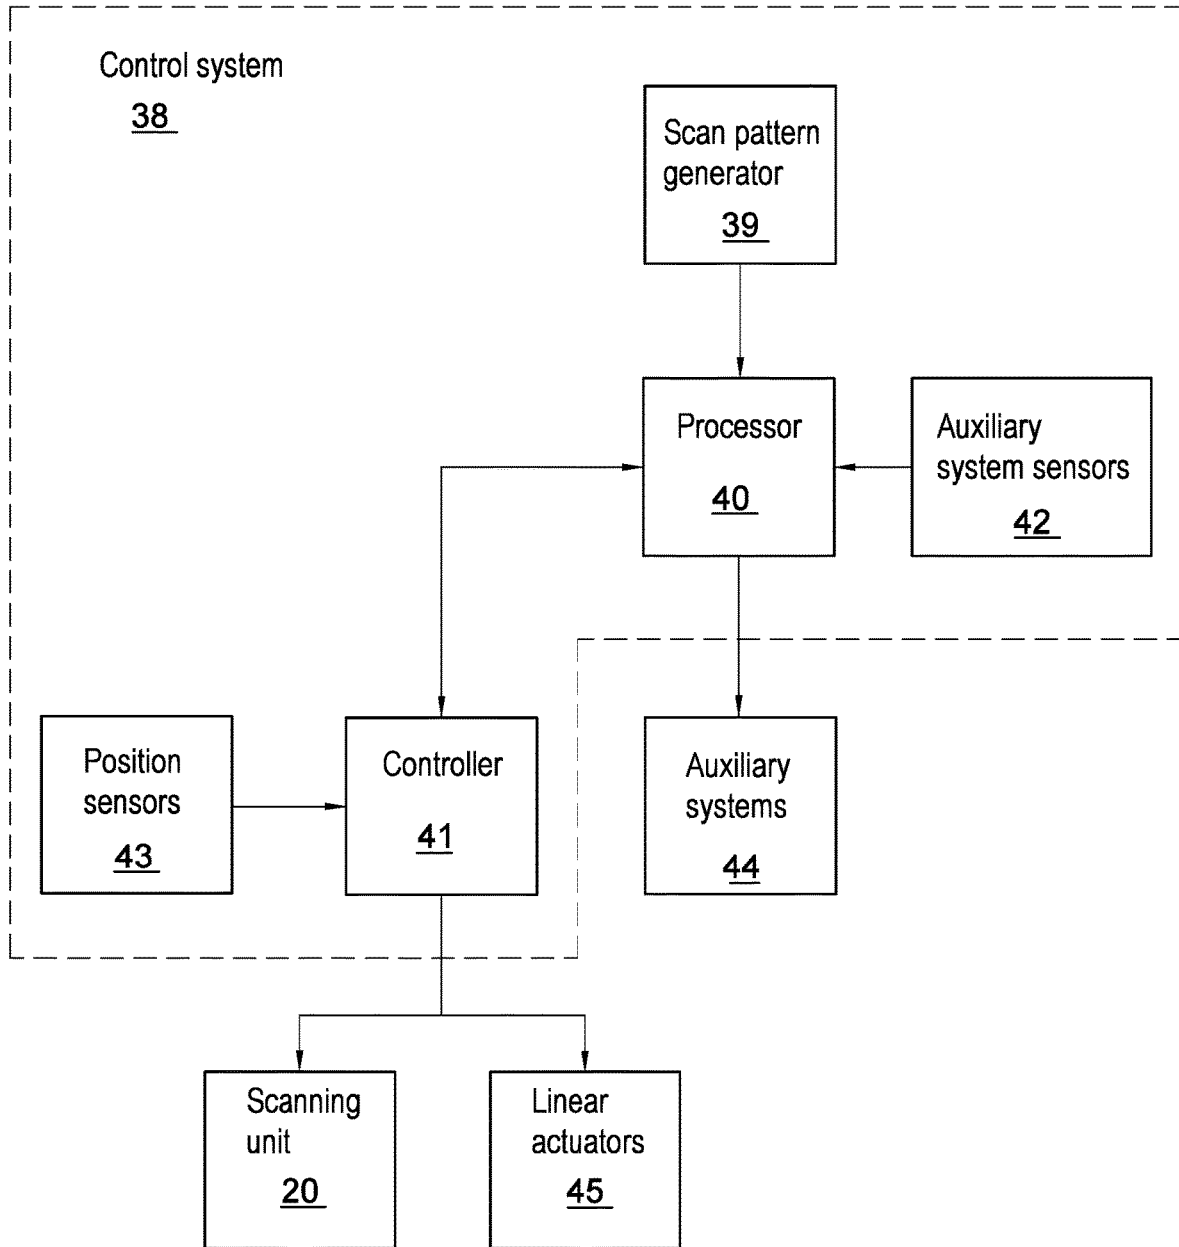 Control system
38
Scan pattern
generator
39
Processor
40
Auxiliary
system sensors
42
Position
sensors
43
Controller
41
Auxiliary
systems
44
Scanning
unit
20
Linear
actuators
45